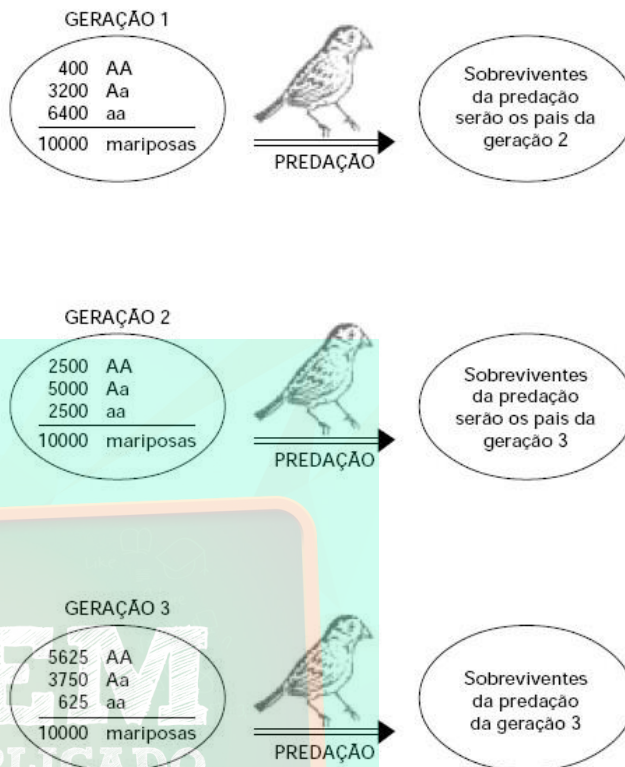 GERAÇÃO 1
400 AA
3200 Aa
6400 aa
10000 mariposas
PREDAÇÃO
Sobreviventes
da predação
serão os pais da
geração 2
GERAÇÃO 2
2500 AA
5000 Aa
2500 aa
10000 mariposas
PREDAÇÃO
Sobreviventes
da predação
serão os pais da
geração 3
GERAÇÃO 3
5625 AA
3750 Aa
625 aa
10000 mariposas
PREDAÇÃO
Sobreviventes
da predação
da geração 3